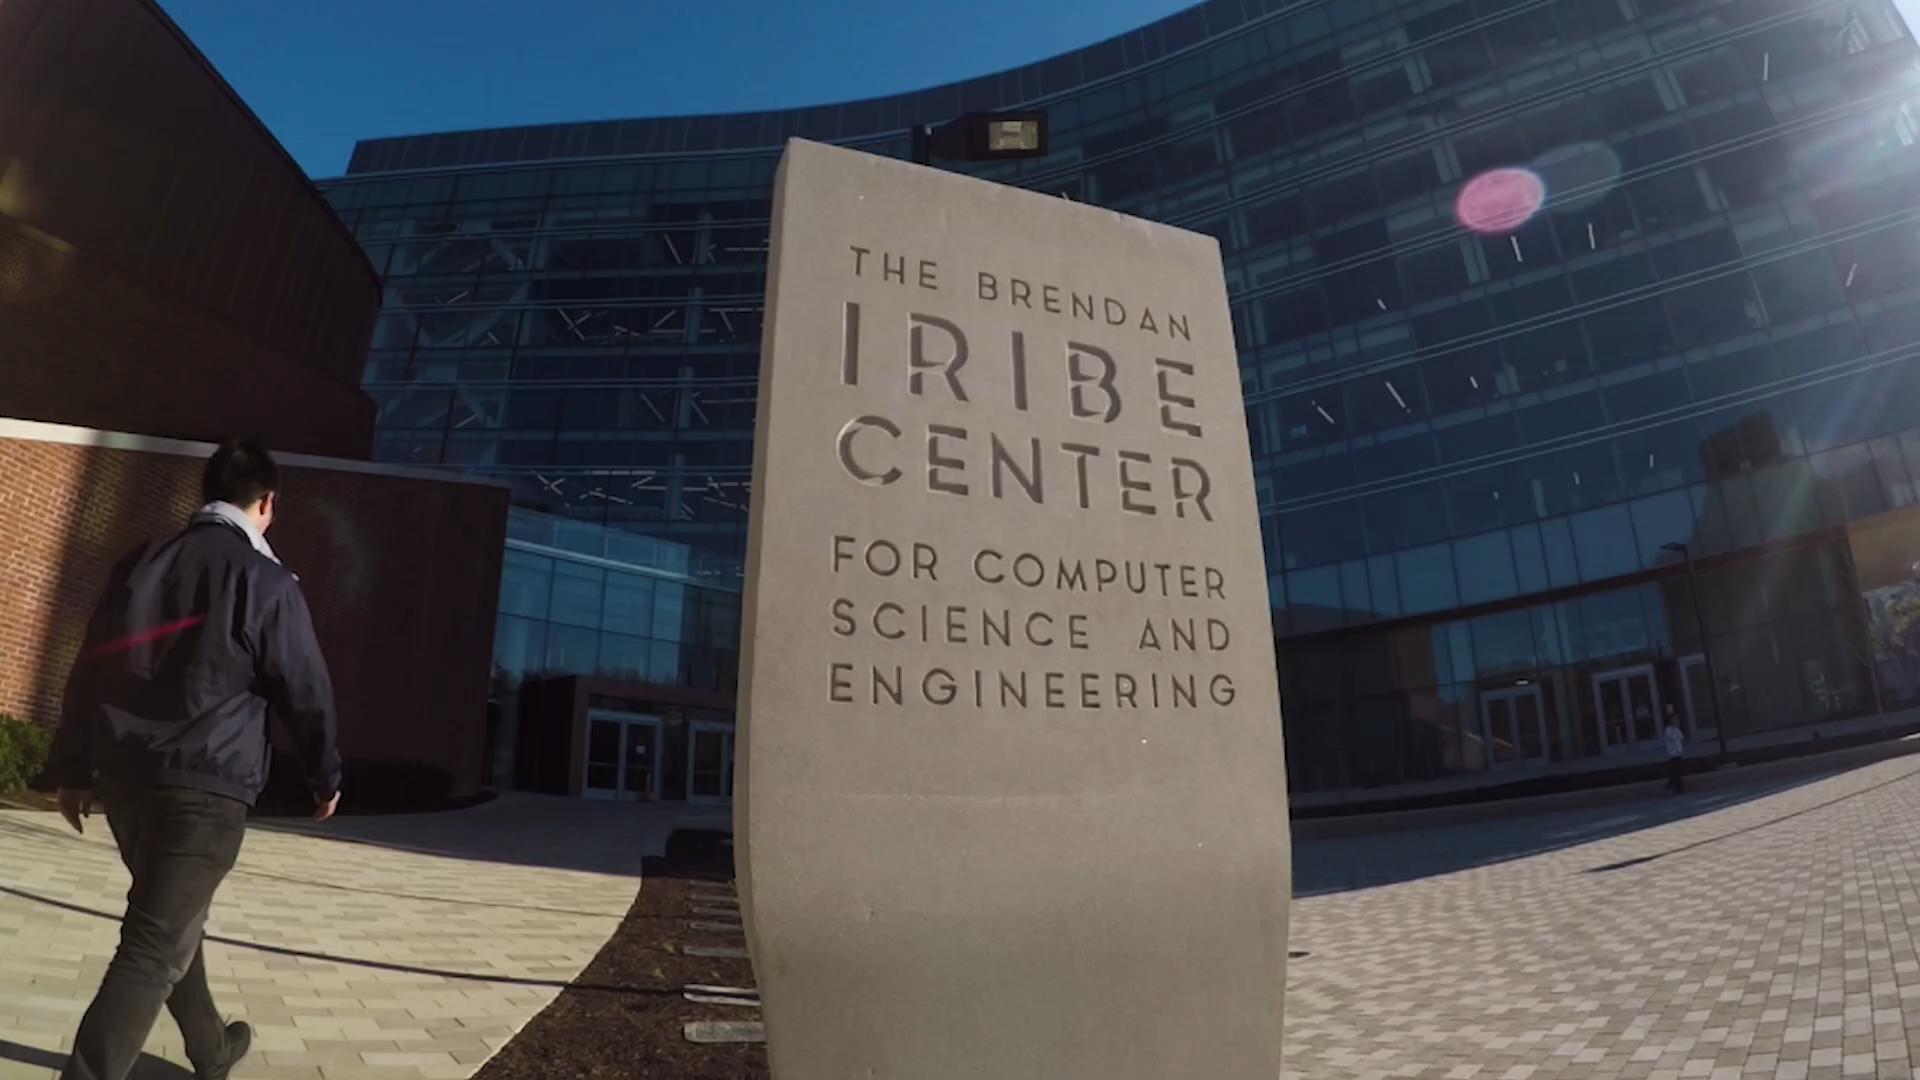 THE BRENDAN
IRIBE
CENTER
FOR COMPUTER
SCIENCE AND
ENGINEERING